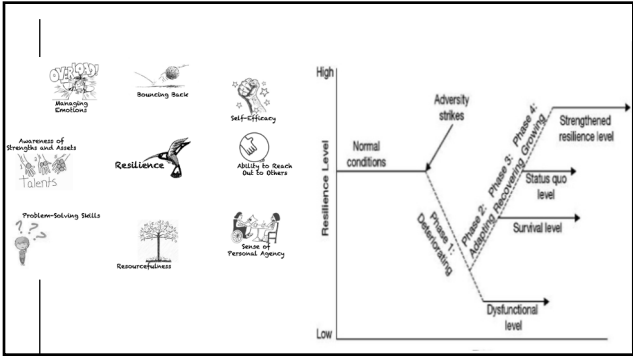 OVERLOAD!
Managing
Emotions
Bouncing Back
Self-Efficacy
Awareness of
Strengths and Assets
Talents
Resilience
Ability to Reach
Out to Others
Problem-Solving Skills
? ? ?
Resourcefulness
Sense of
Personal Agency
High
Resilience Level
Low
Normal
conditions
Adversity
strikes
Phase 1:
Deteriorating
Phase 2:
Adapting
Phase 3:
Recovering
Phase 4:
Growing
Strengthened
resilience level
Status quo
level
Survival level
Dysfunctional
level